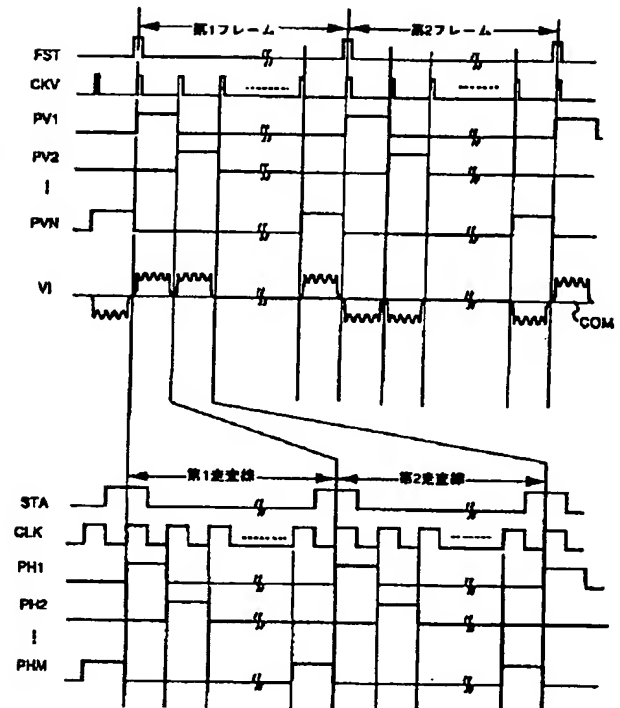 第1フレーム 第2フレーム
FST
CKV
PV1
PV2
PVN
VI
COM
第1走査線 第2走査線
STA
CLK
PH1
PH2
PHM